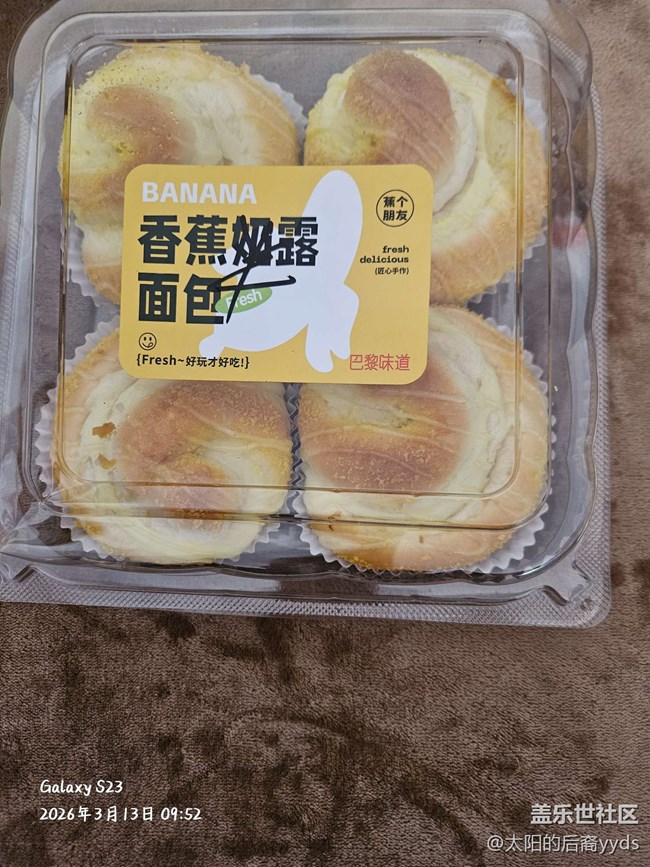 BANANA
香蕉奶露
面包
Fresh
蕉个
朋友
fresh
delicious
(匠心手作)
{Fresh~好玩才好吃!}
巴黎味道
Galaxy S23
2026年3月13日 09:52
盖乐世社区
@太阳的后裔yyds